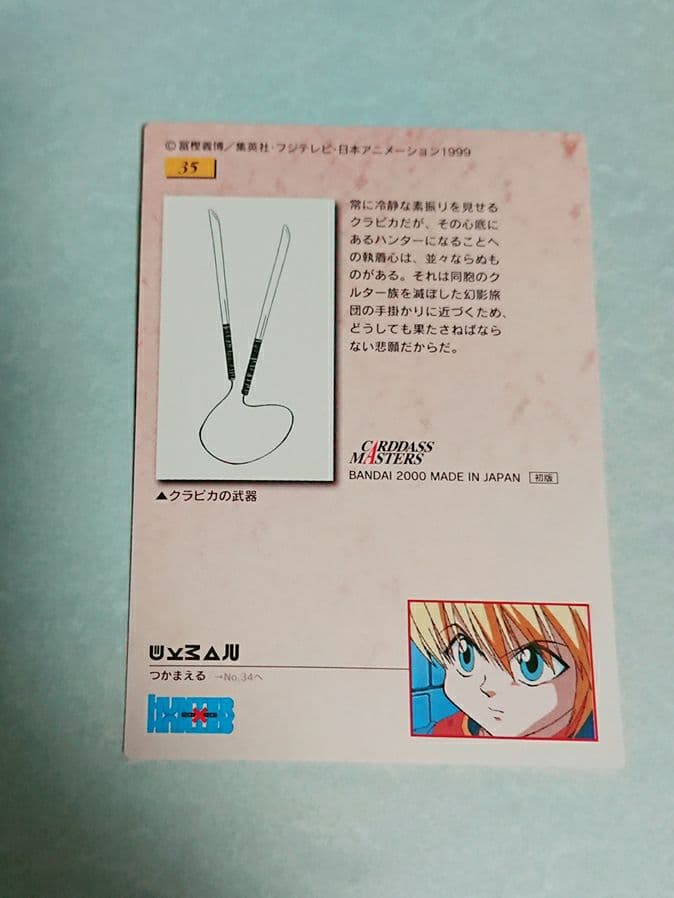 ©冨樫義博／集英社・フジテレビ・日本アニメーション1999
35
常に冷静な素振りを見せる
クラピカだが、その心底に
あるハンターになることへ
の執着心は、並々ならぬも
のがある。それは同胞のク
ルター族を滅ぼした幻影旅
団の手掛かりに近づくため、
どうしても果たさねばなら
ない悲願だからだ。
CARDDASS
MASTERS
BANDAI 2000 MADE IN JAPAN 初版
▲クラピカの武器
つかまえる →No.34へ
HUNTER×HUNTER